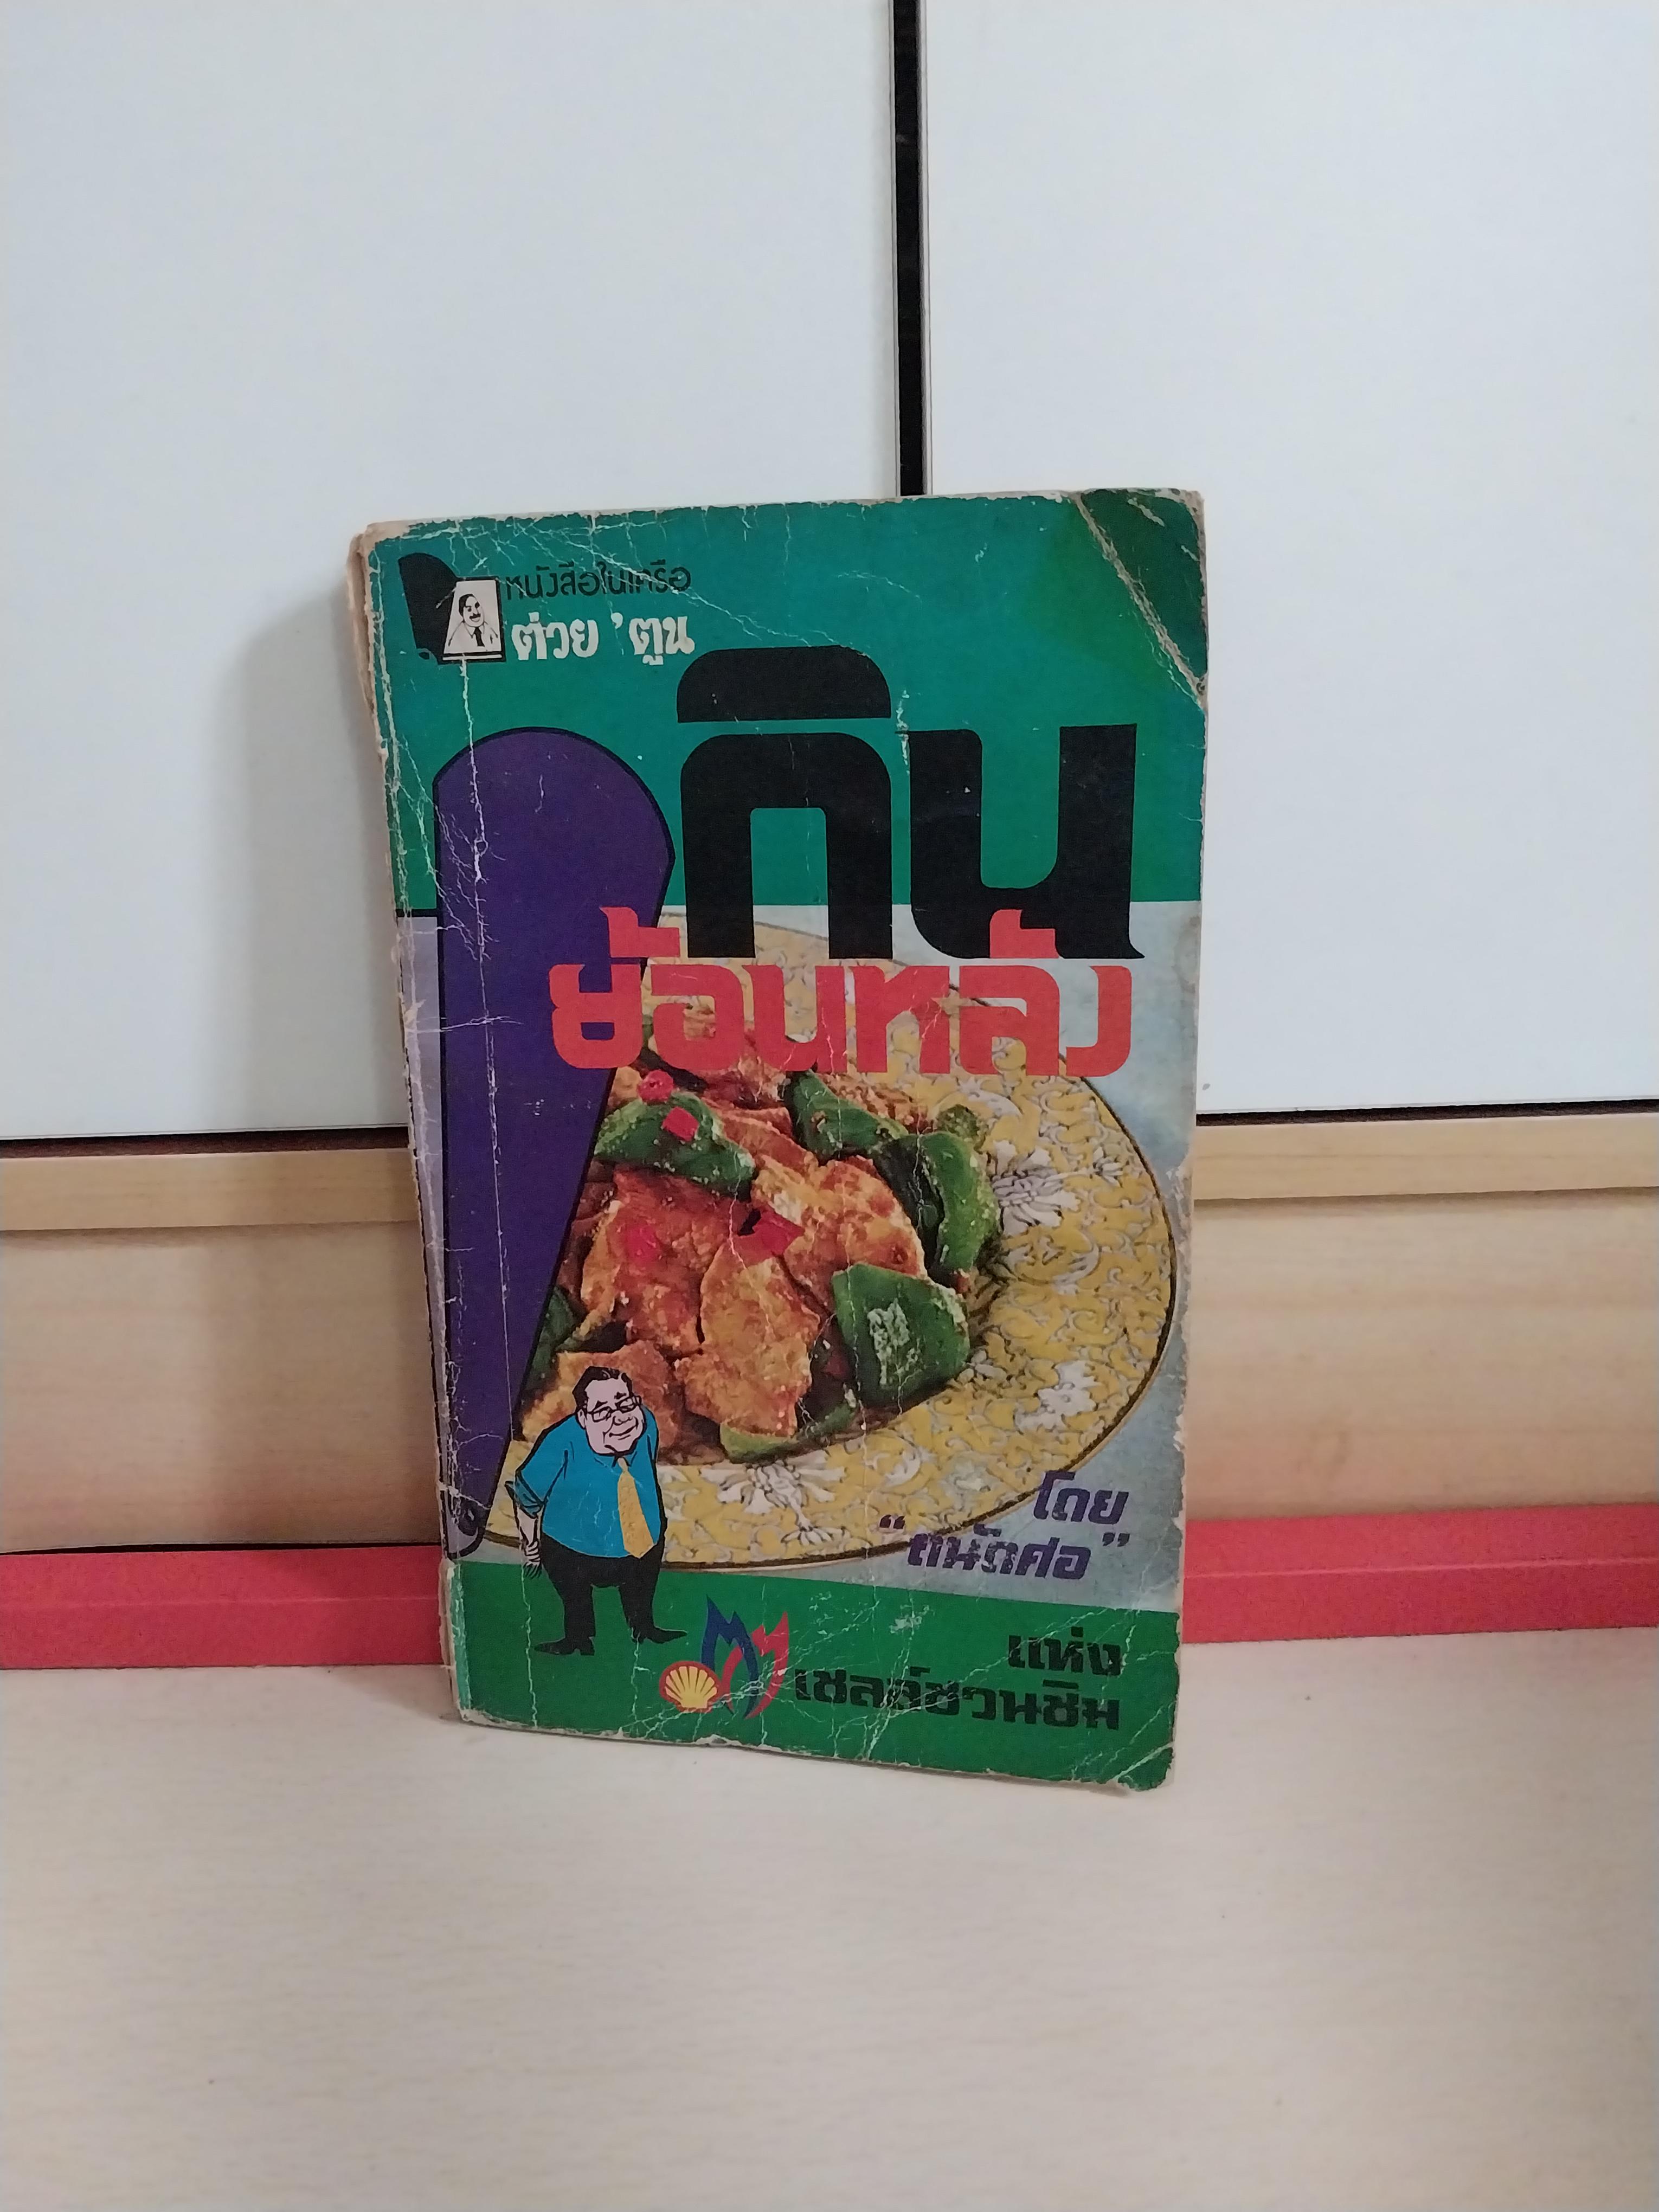 หนังสือในเครือ
ต่วย 'ตูน
กิน
ย้อนหลัง
โดย
“ถนัดศอ”
แห่ง
เชลล์ชวนชิม